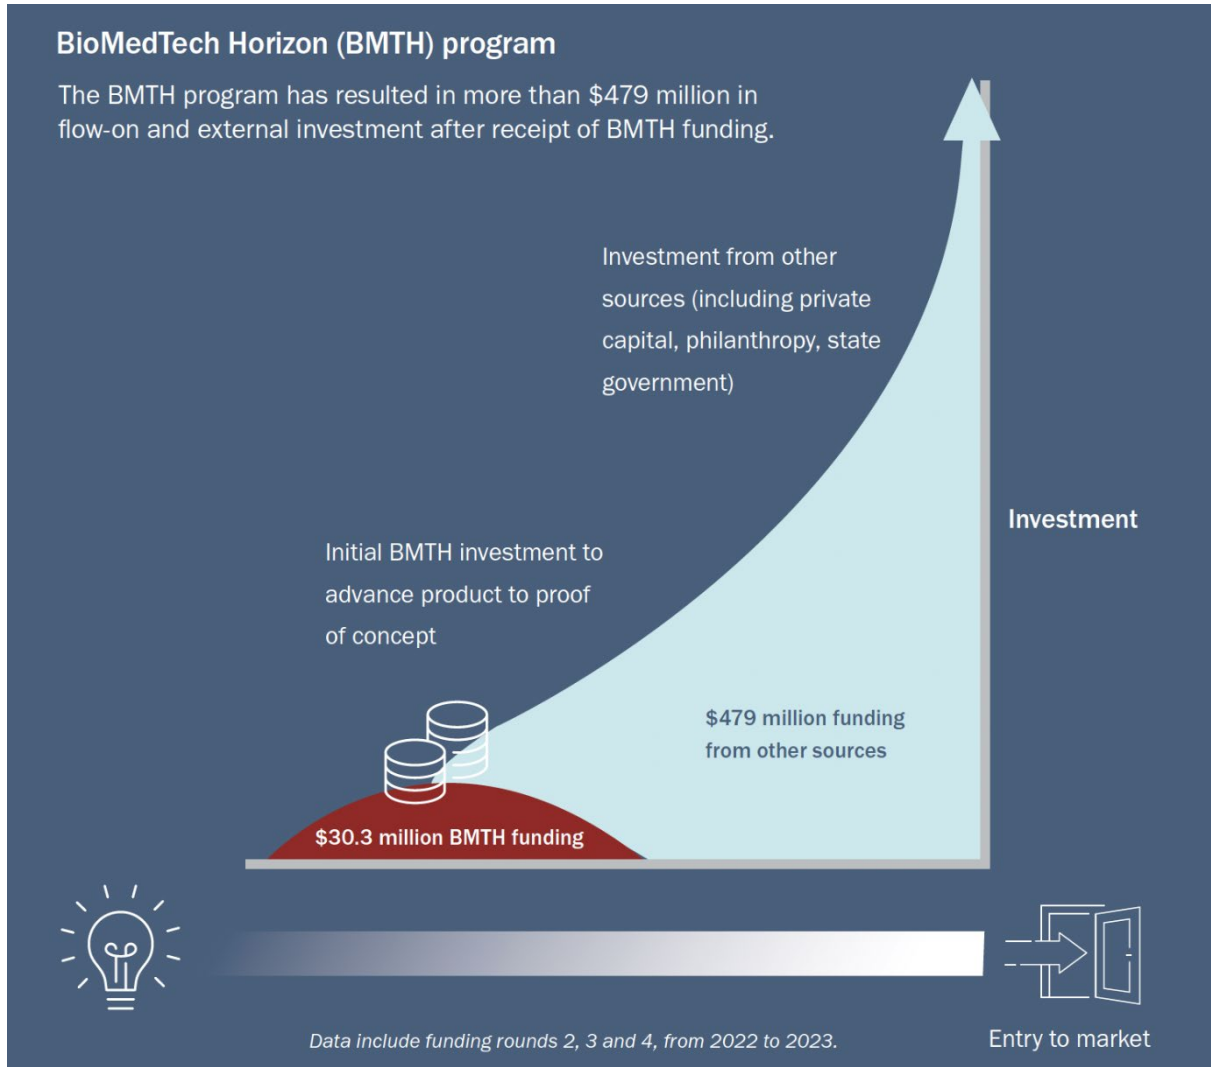 BioMedTech Horizon (BMTH) program
The BMTH program has resulted in more than $479 million in
flow-on and external investment after receipt of BMTH funding.
Investment from other
sources (including private
capital, philanthropy, state
government)
Investment
Initial BMTH investment to
advance product to proof
of concept
$479 million funding
from other sources
$30.3 million BMTH funding
Data include funding rounds 2, 3 and 4, from 2022 to 2023.
Entry to market